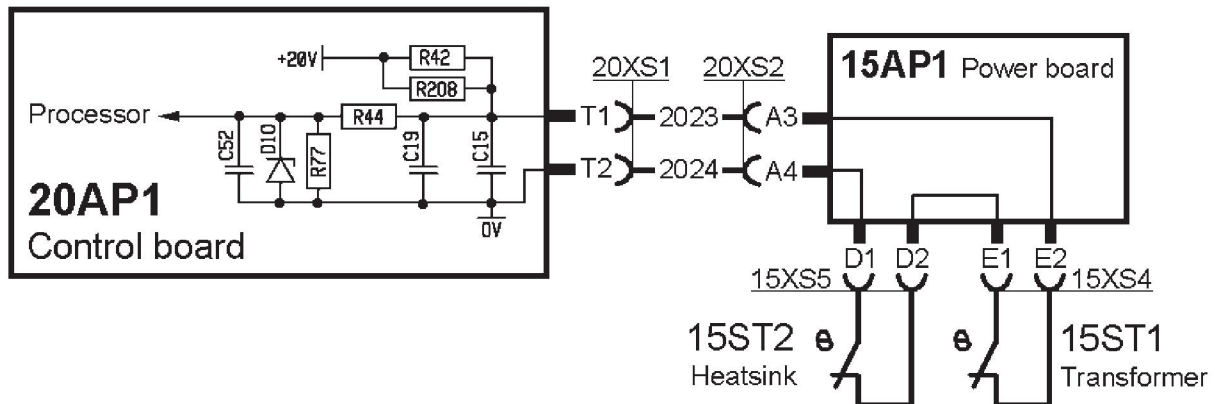 +20V
R42
R208
Processor
R44
C52
D10
R77
C19
C15
0V
20AP1
Control board
20XS1
20XS2
T1
2023
A3
T2
2024
A4
15AP1 Power board
D1
D2
E1
E2
15XS5
15XS4
15ST2
θ
Heatsink
θ
15ST1
Transformer